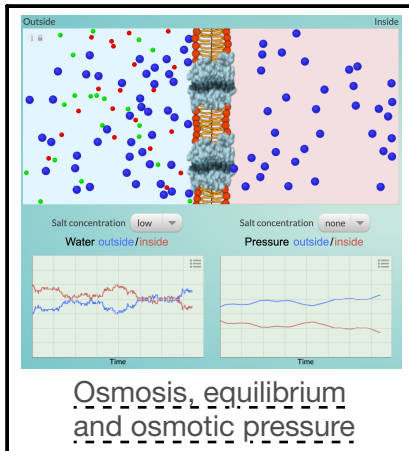 Outside Inside
Salt concentration low Salt concentration none
Water outside/inside Pressure outside/inside
Time Time
Osmosis, equilibrium
and osmotic pressure